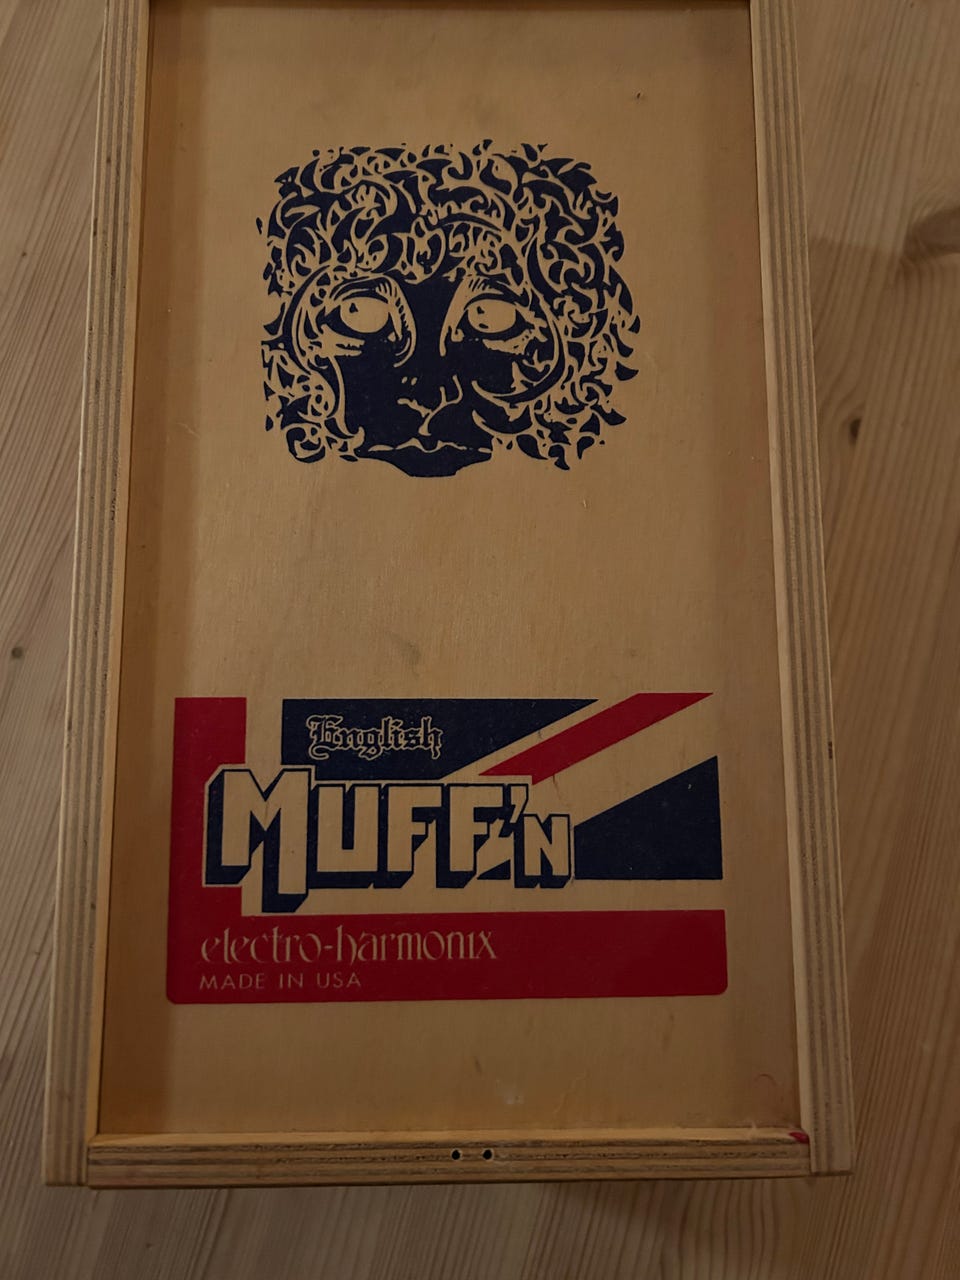 English
MUFF'N
electro-harmonix
MADE IN USA